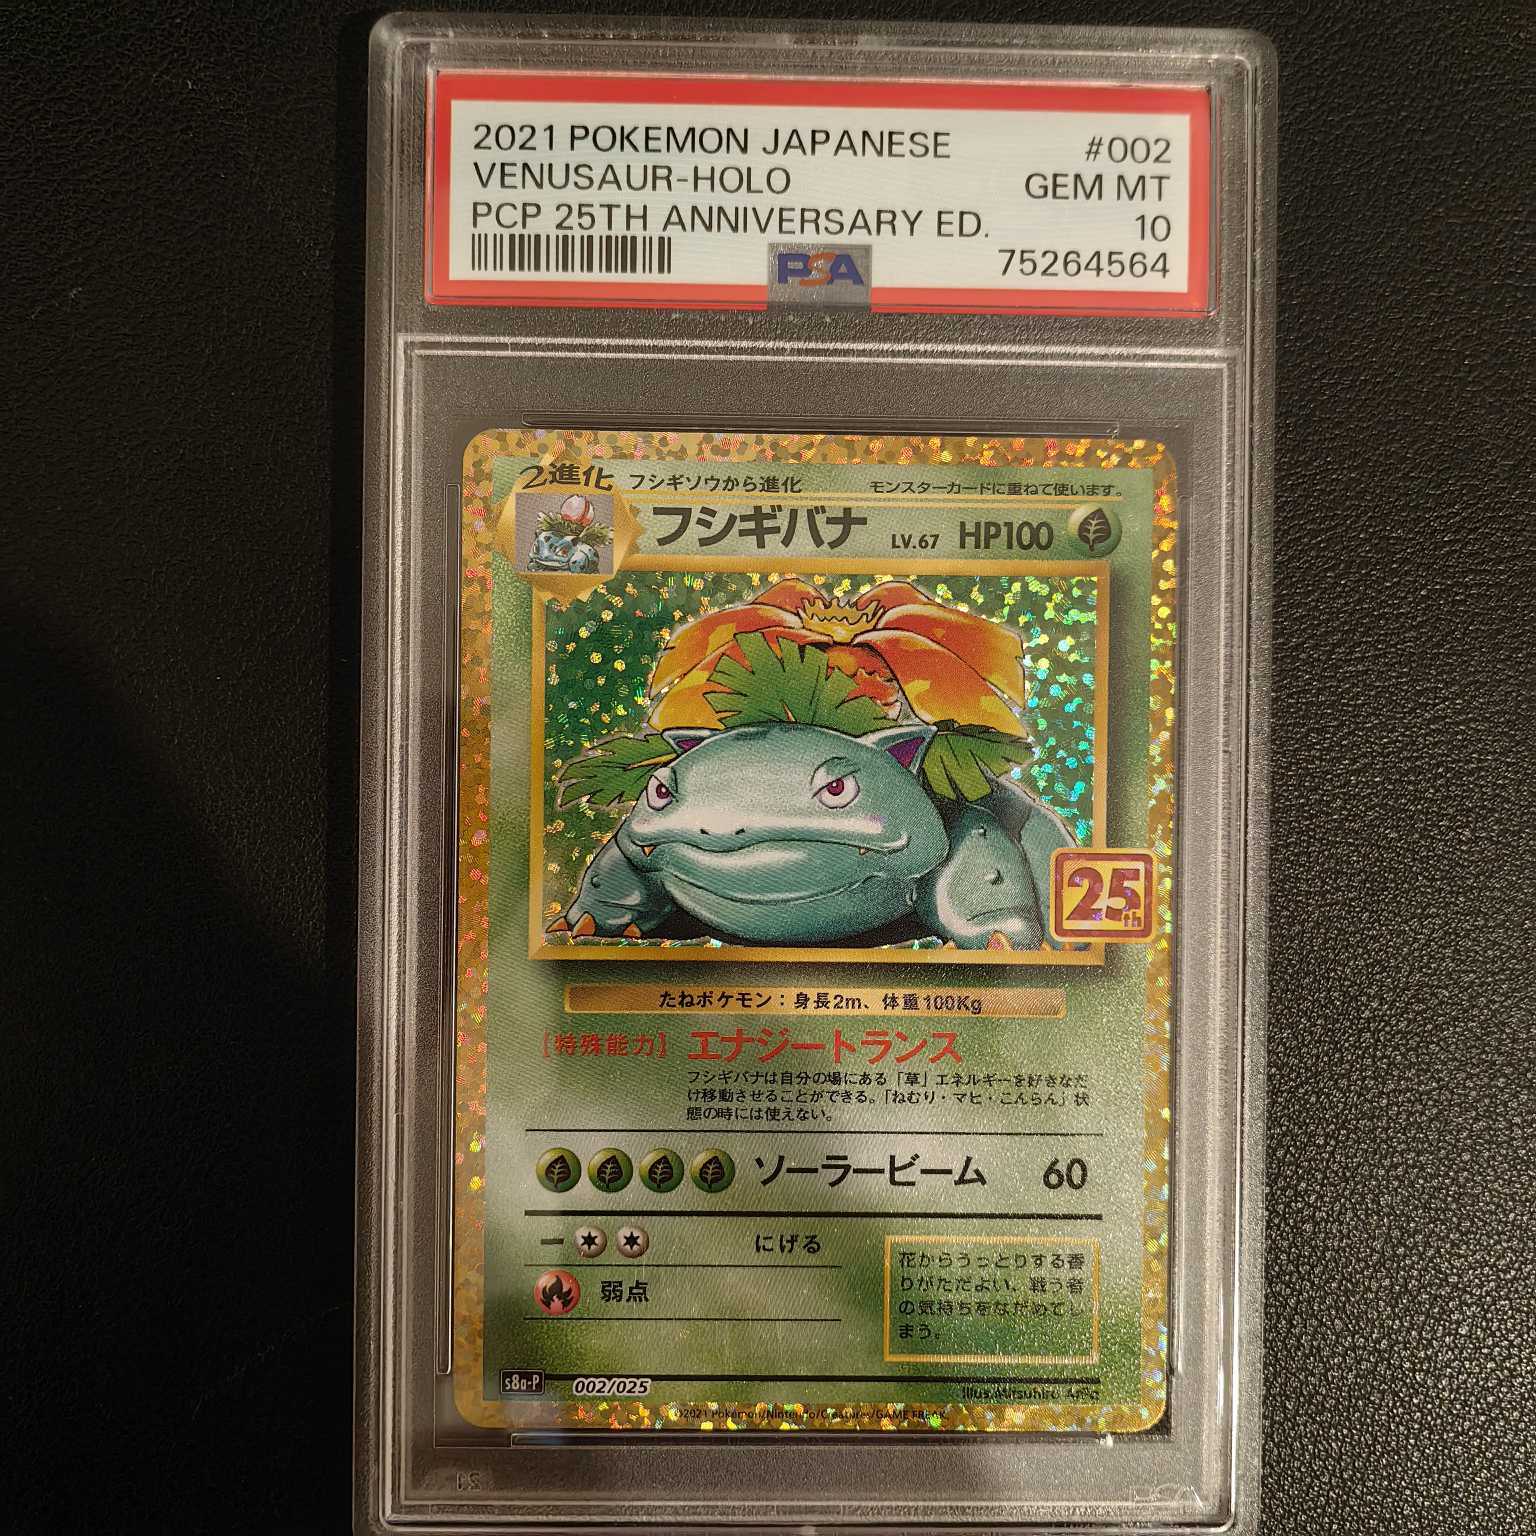 2021 POKEMON JAPANESE #002
VENUSAUR-HOLO GEM MT
PCP 25TH ANNIVERSARY ED. 10
PSA 75264564
2進化 フシギソウから進化 モンスターカードに重ねて使います。
フシギバナ LV.67 HP100
25th
たねポケモン：身長2m、体重100Kg
【特殊能力】 エナジートランス
フシギバナは自分の場にある「草」エネルギーを好きなだ
け移動させることができる。「ねむり・マヒ・こんらん」状
態の時には使えない。
ソーラービーム 60
にげる
弱点
花からうっとりする香
りがただよい、戦う者
の気持ちをなだめてし
まう。
s8a-P 002/025 Illus.Mitsuhiro Arita
©2021 Pokémon/Nintendo/Creatures/GAME FREAK.